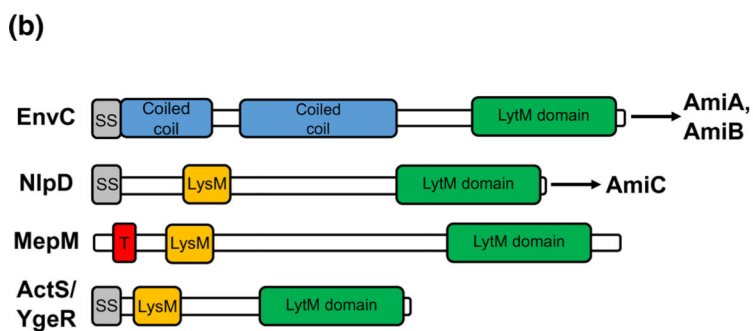 (b)
EnvC SS Coiled coil Coiled coil LytM domain AmiA, AmiB
NlpD SS LysM LytM domain AmiC
MepM T LysM LytM domain
ActS/ YgeR SS LysM LytM domain